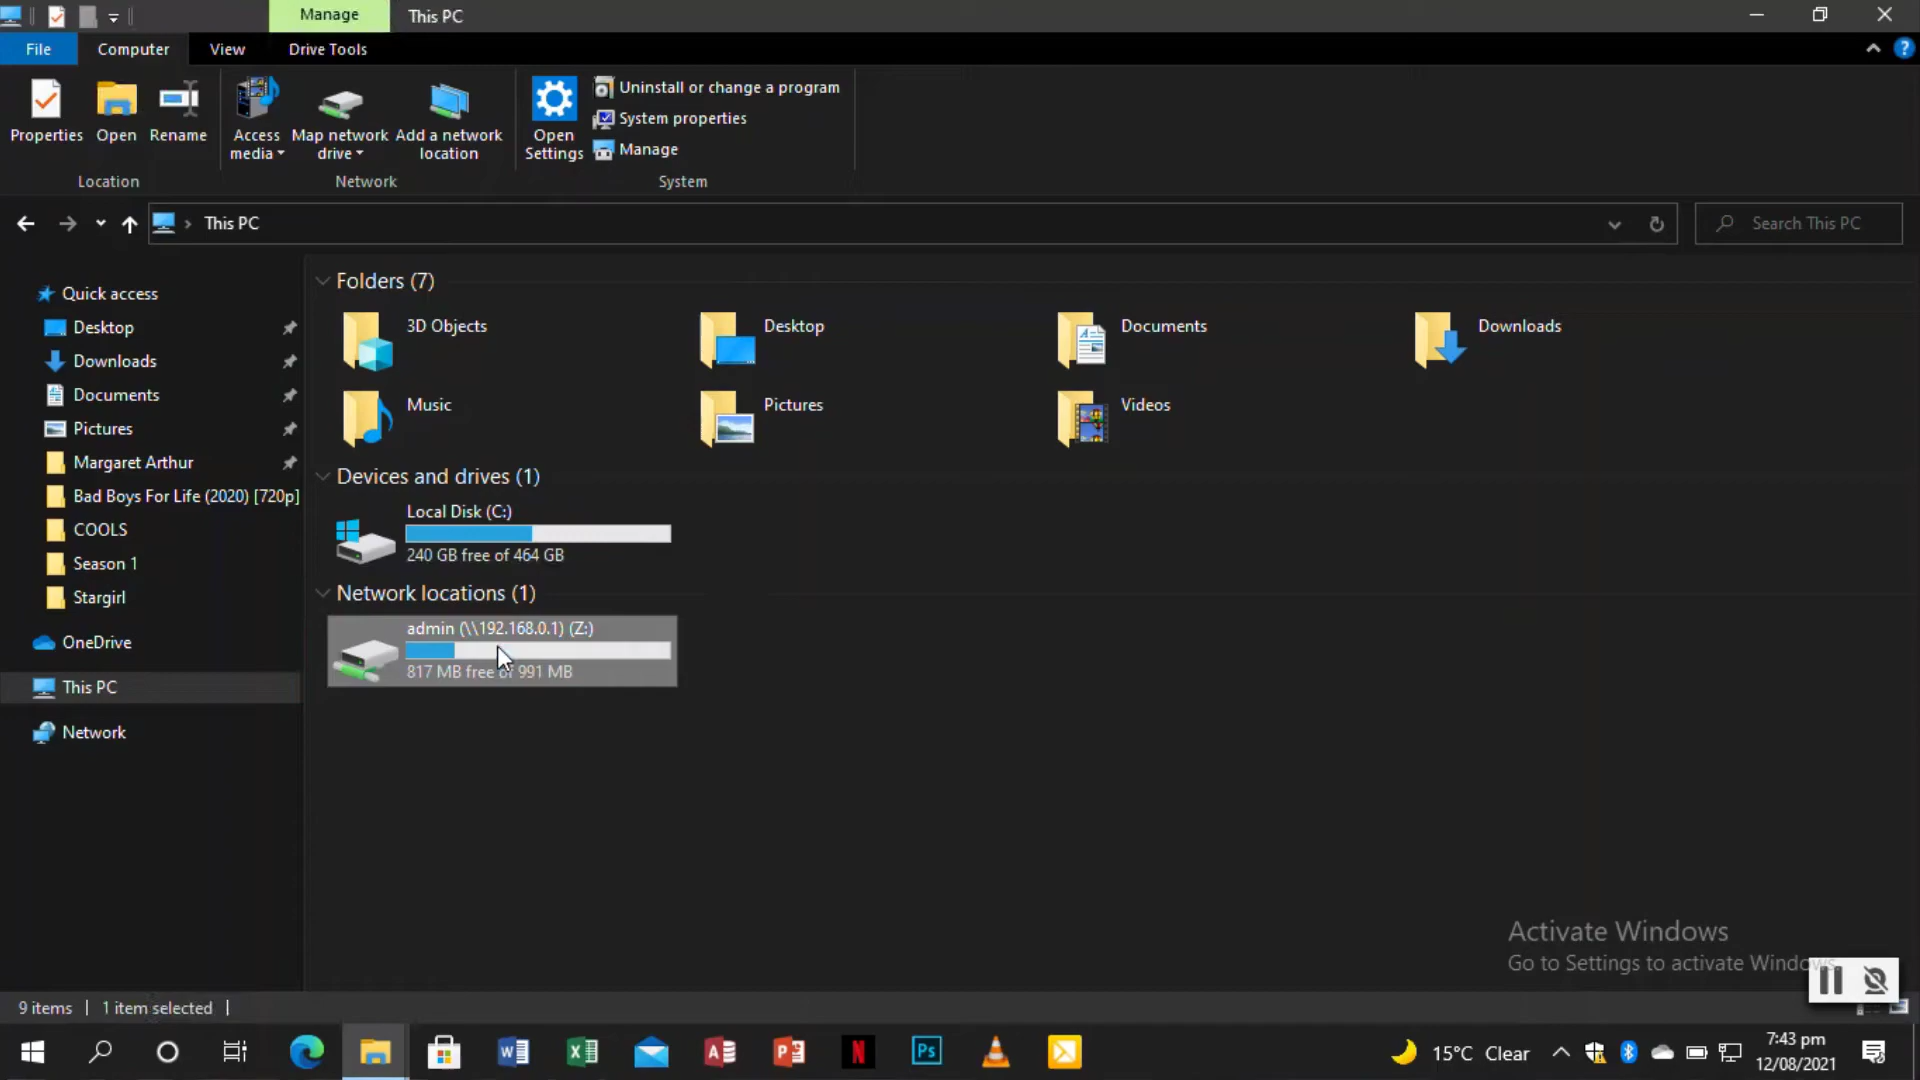 Manage
This PC
File
Computer
View
Drive Tools
Properties
Open
Rename
Access media
Map network drive
Add a network location
Open Settings
Uninstall or change a program
System properties
Manage
Location
Network
System
This PC
Search This PC
Quick access
Desktop
Downloads
Documents
Pictures
Margaret Arthur
Bad Boys For Life (2020) [720p]
COOLS
Season 1
Stargirl
OneDrive
This PC
Network
Folders (7)
3D Objects
Desktop
Documents
Downloads
Music
Pictures
Videos
Devices and drives (1)
Local Disk (C:)
240 GB free of 464 GB
Network locations (1)
admin (\\192.168.0.1) (Z:)
817 MB free of 991 MB
Activate Windows
Go to Settings to activate Windows
9 items
1 item selected
15°C Clear
7:43 pm
12/08/2021